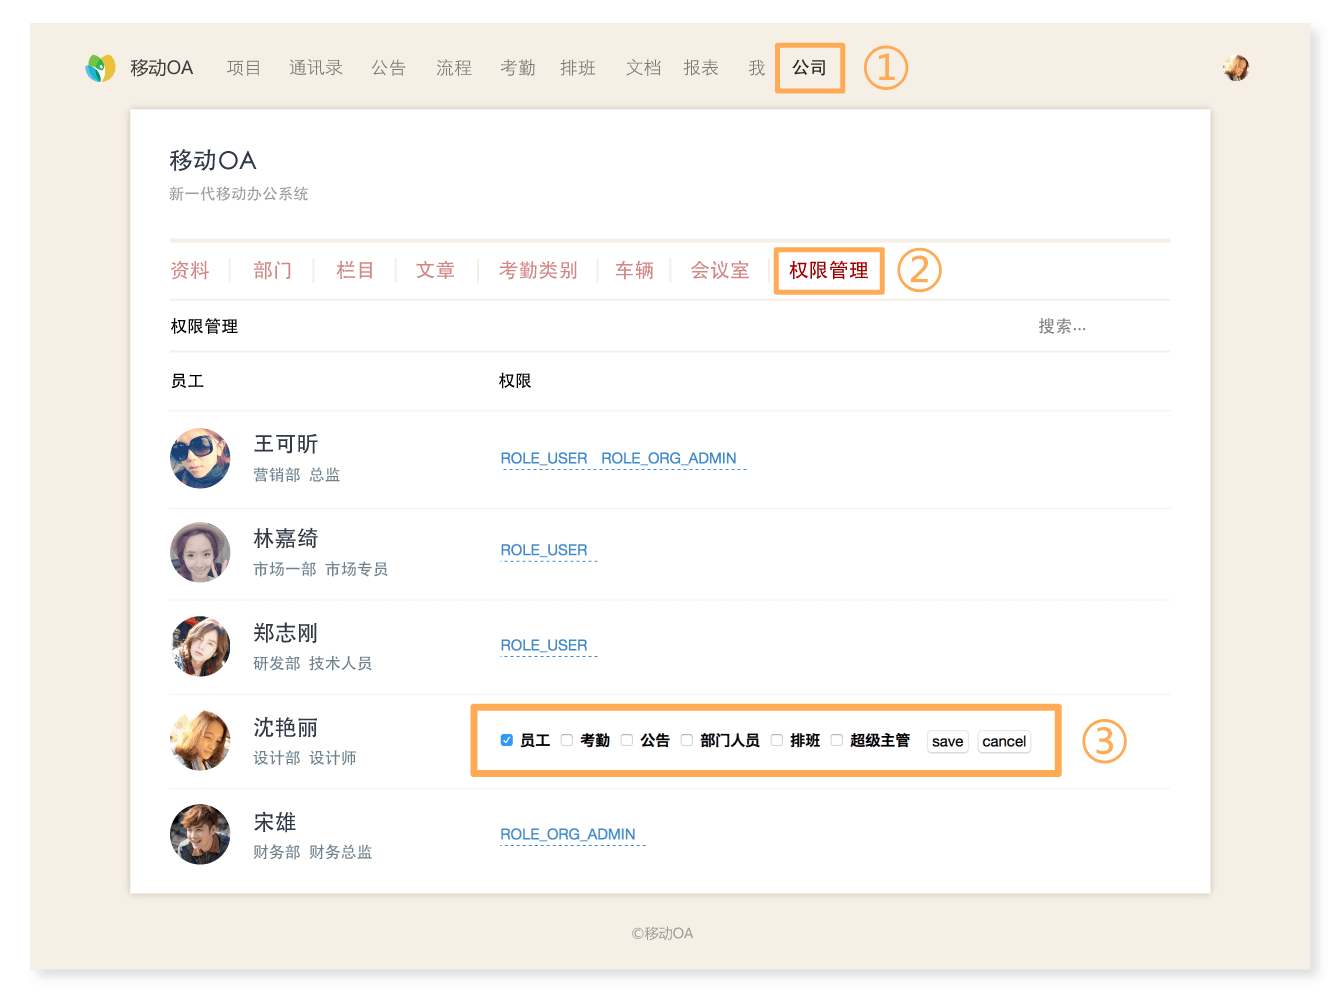 移动OA 项目 通讯录 公告 流程 考勤 排班 文档 报表 我 公司 ①
移动OA
新一代移动办公系统
资料 部门 栏目 文章 考勤类别 车辆 会议室 权限管理 ②
权限管理 搜索...
员工 权限
王可昕
营销部 总监
ROLE_USER ROLE_ORG_ADMIN
林嘉绮
市场一部 市场专员
ROLE_USER
郑志刚
研发部 技术人员
ROLE_USER
沈艳丽
设计部 设计师
员工 考勤 公告 部门人员 排班 超级主管 save cancel ③
宋雄
财务部 财务总监
ROLE_ORG_ADMIN
©移动OA